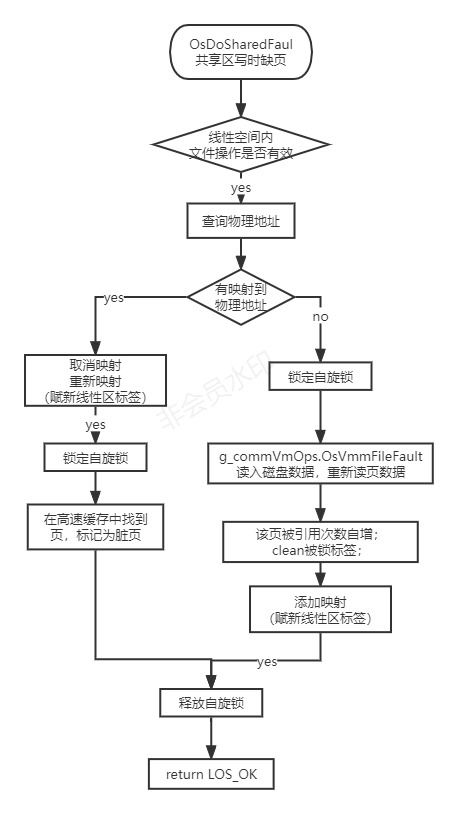 OsDoSharedFaul
共享区写时缺页
线性空间内
文件操作是否有效
yes
查询物理地址
有映射到
物理地址
yes
no
取消映射
重新映射
（赋新线性区标签）
锁定自旋锁
yes
锁定自旋锁
g_commVmOps.OsVmmFileFault
读入磁盘数据，重新读页数据
在高速缓存中找到
页，标记为脏页
该页被引用次数自增；
clean被锁标签；
添加映射
（赋新线性区标签）
yes
释放自旋锁
return LOS_OK
非会员水印